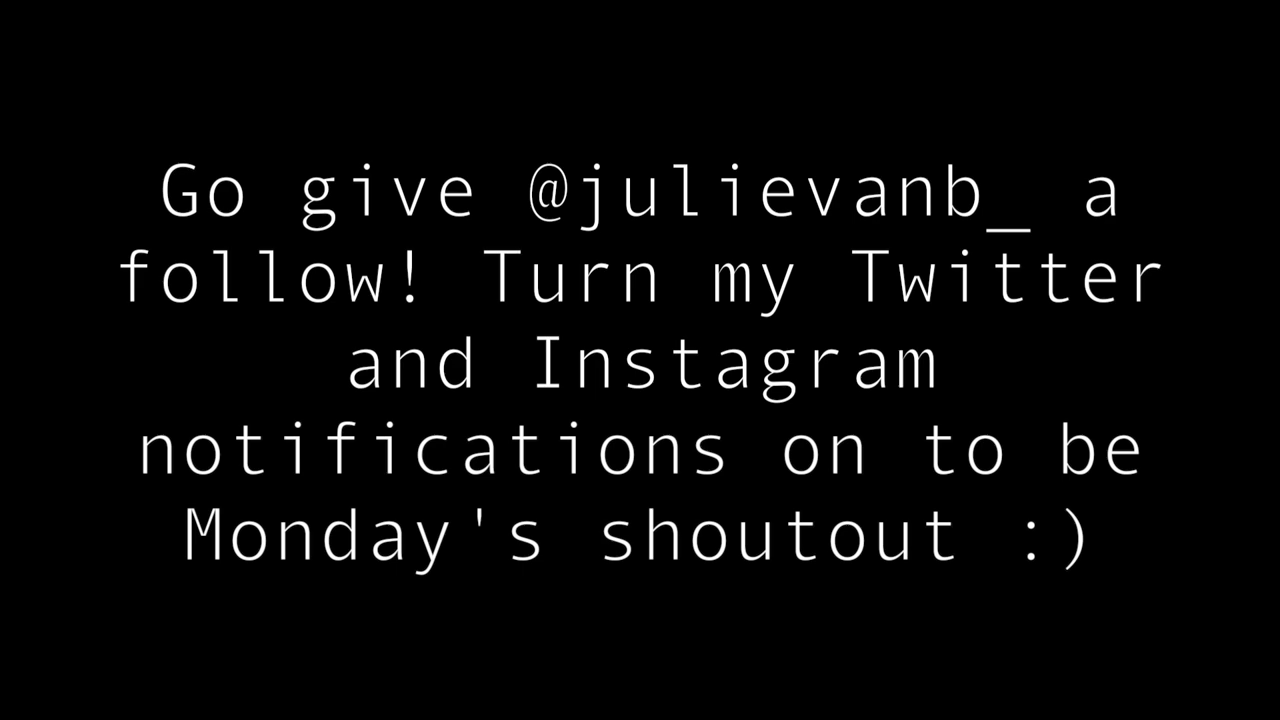 Go give @julievanb_ a
follow! Turn my Twitter
and Instagram
notifications on to be
Monday's shoutout :)